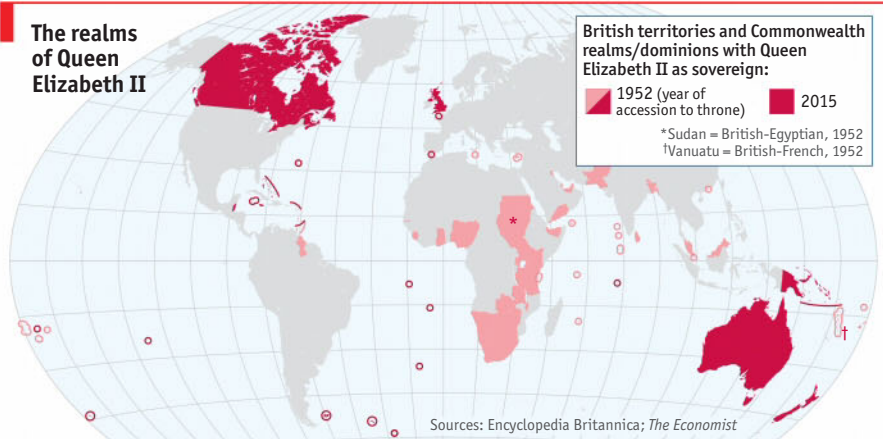 The realms
of Queen
Elizabeth II
British territories and Commonwealth
realms/dominions with Queen
Elizabeth II as sovereign:
1952 (year of
accession to throne)
2015
*Sudan = British-Egyptian, 1952
†Vanuatu = British-French, 1952
*
†
Sources: Encyclopedia Britannica; The Economist